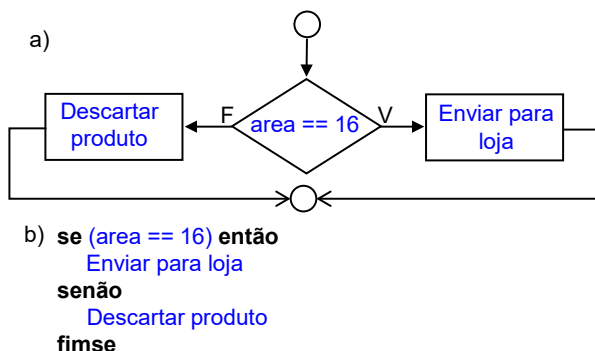 a)
Descartar
produto
F
area == 16
V
Enviar para
loja
b) se (area == 16) então
Enviar para loja
senão
Descartar produto
fimse